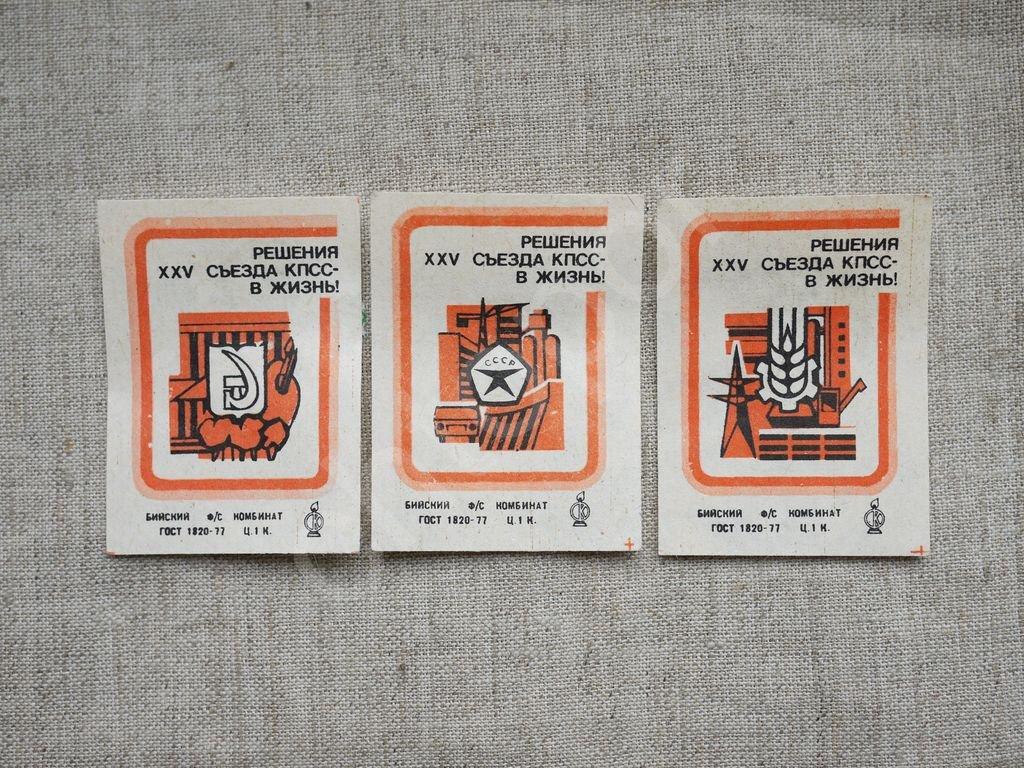 РЕШЕНИЯ
XXV СЪЕЗДА КПСС-
В ЖИЗНЬ!
БИЙСКИЙ Ф/С КОМБИНАТ
ГОСТ 1820-77 Ц.1 К.
РЕШЕНИЯ
XXV СЪЕЗДА КПСС-
В ЖИЗНЬ!
СССР
БИЙСКИЙ Ф/С КОМБИНАТ
ГОСТ 1820-77 Ц.1 К.
РЕШЕНИЯ
XXV СЪЕЗДА КПСС-
В ЖИЗНЬ!
БИЙСКИЙ Ф/С КОМБИНАТ
ГОСТ 1820-77 Ц.1 К.